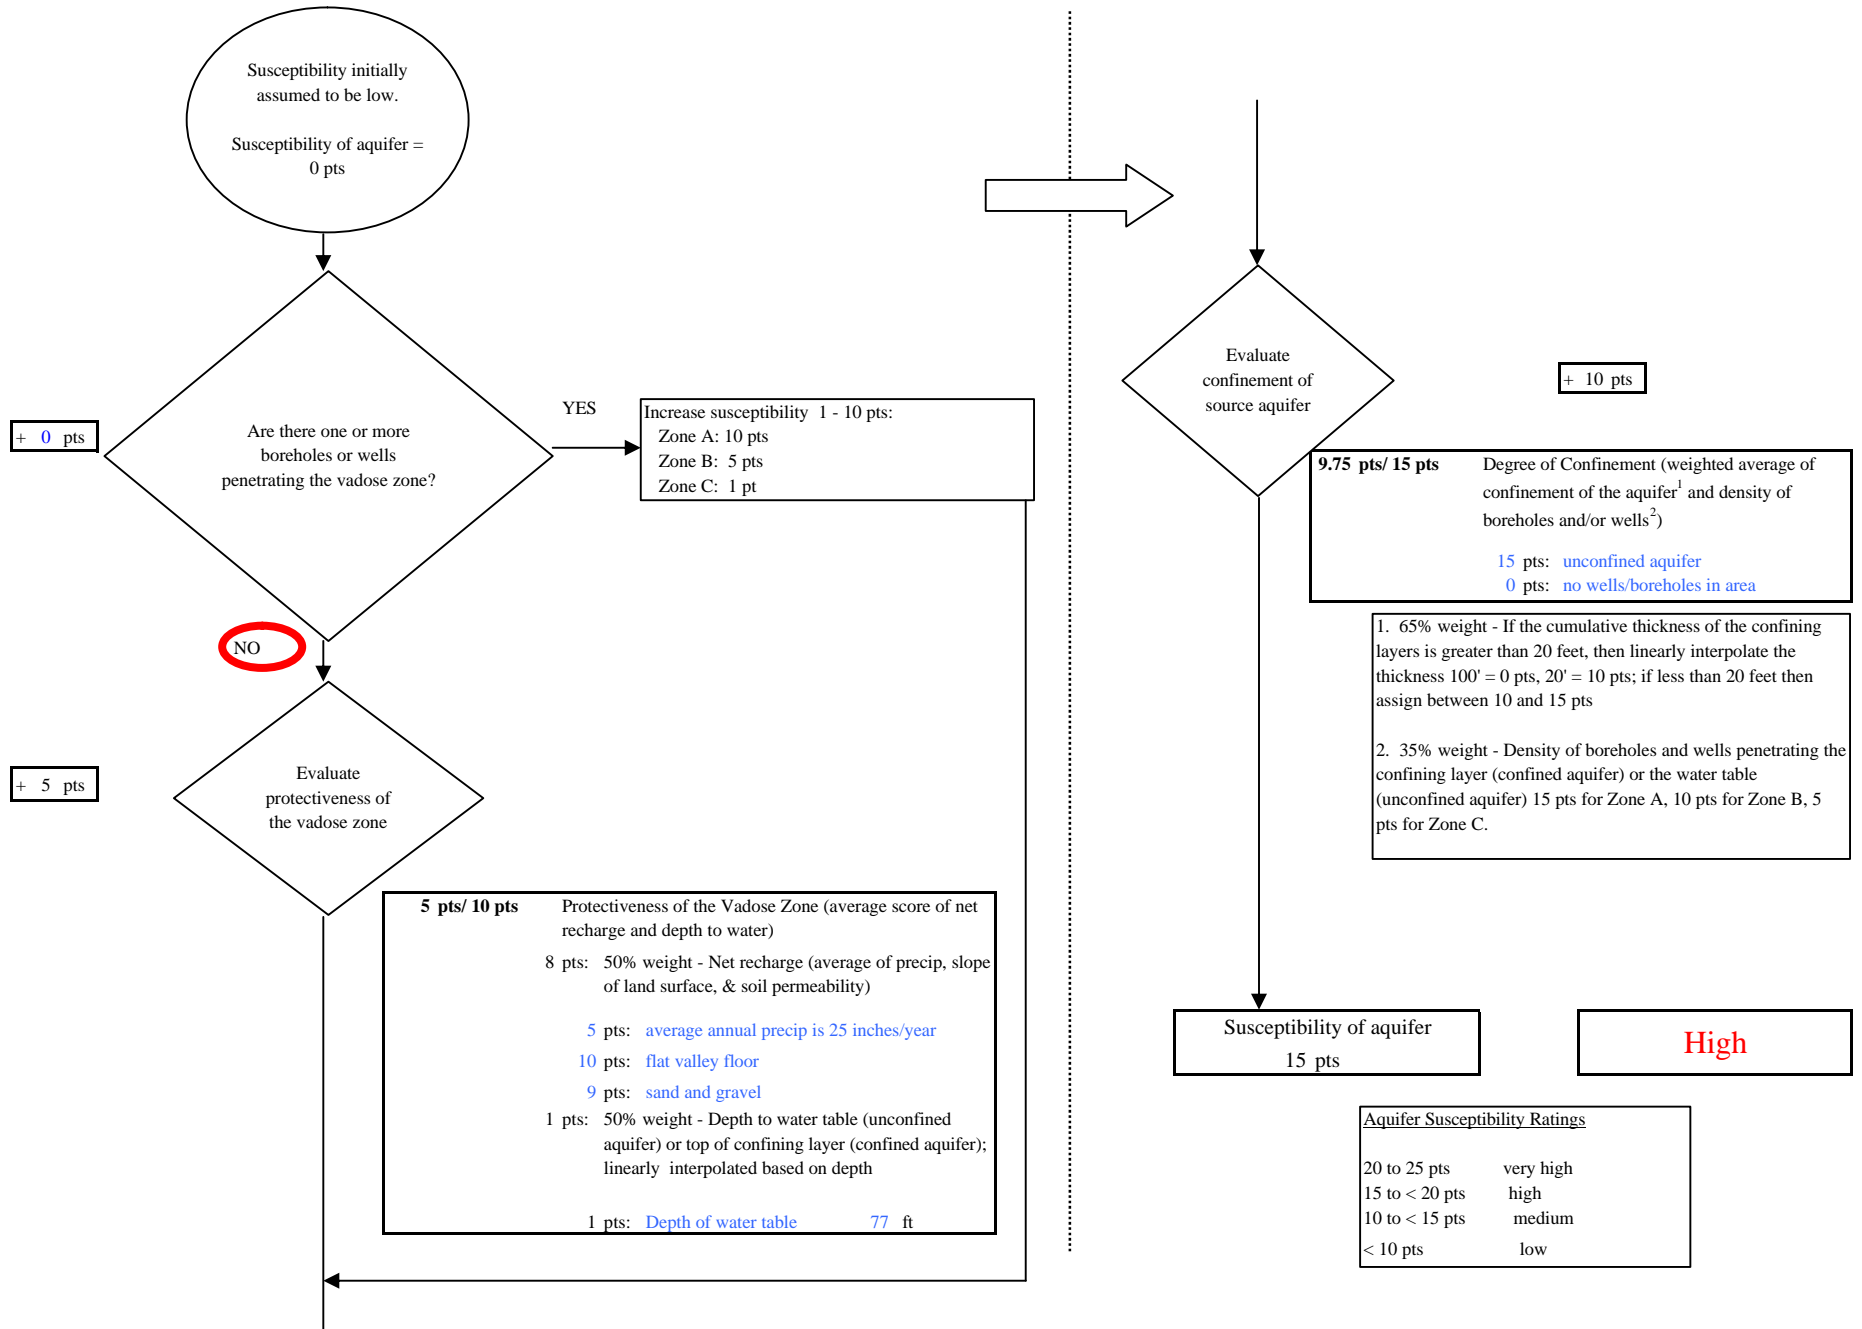 Susceptibility initially
assumed to be low.
Susceptibility of aquifer =
0 pts
+ 0 pts
Are there one or more
boreholes or wells
penetrating the vadose zone?
YES
Increase susceptibility 1 - 10 pts:
Zone A: 10 pts
Zone B: 5 pts
Zone C: 1 pt
NO
+ 5 pts
Evaluate
protectiveness of
the vadose zone
5 pts/ 10 pts Protectiveness of the Vadose Zone (average score of net
recharge and depth to water)
8 pts: 50% weight - Net recharge (average of precip, slope
of land surface, & soil permeability)
5 pts: average annual precip is 25 inches/year
10 pts: flat valley floor
9 pts: sand and gravel
1 pts: 50% weight - Depth to water table (unconfined
aquifer) or top of confining layer (confined aquifer);
linearly interpolated based on depth
1 pts: Depth of water table 77 ft
Evaluate
confinement of
source aquifer
+ 10 pts
9.75 pts/ 15 pts Degree of Confinement (weighted average of
confinement of the aquifer1 and density of
boreholes and/or wells2)
15 pts: unconfined aquifer
0 pts: no wells/boreholes in area
1. 65% weight - If the cumulative thickness of the confining
layers is greater than 20 feet, then linearly interpolate the
thickness 100' = 0 pts, 20' = 10 pts; if less than 20 feet then
assign between 10 and 15 pts
2. 35% weight - Density of boreholes and wells penetrating the
confining layer (confined aquifer) or the water table
(unconfined aquifer) 15 pts for Zone A, 10 pts for Zone B, 5
pts for Zone C.
Susceptibility of aquifer
15 pts
High
Aquifer Susceptibility Ratings
20 to 25 pts very high
15 to < 20 pts high
10 to < 15 pts medium
< 10 pts low